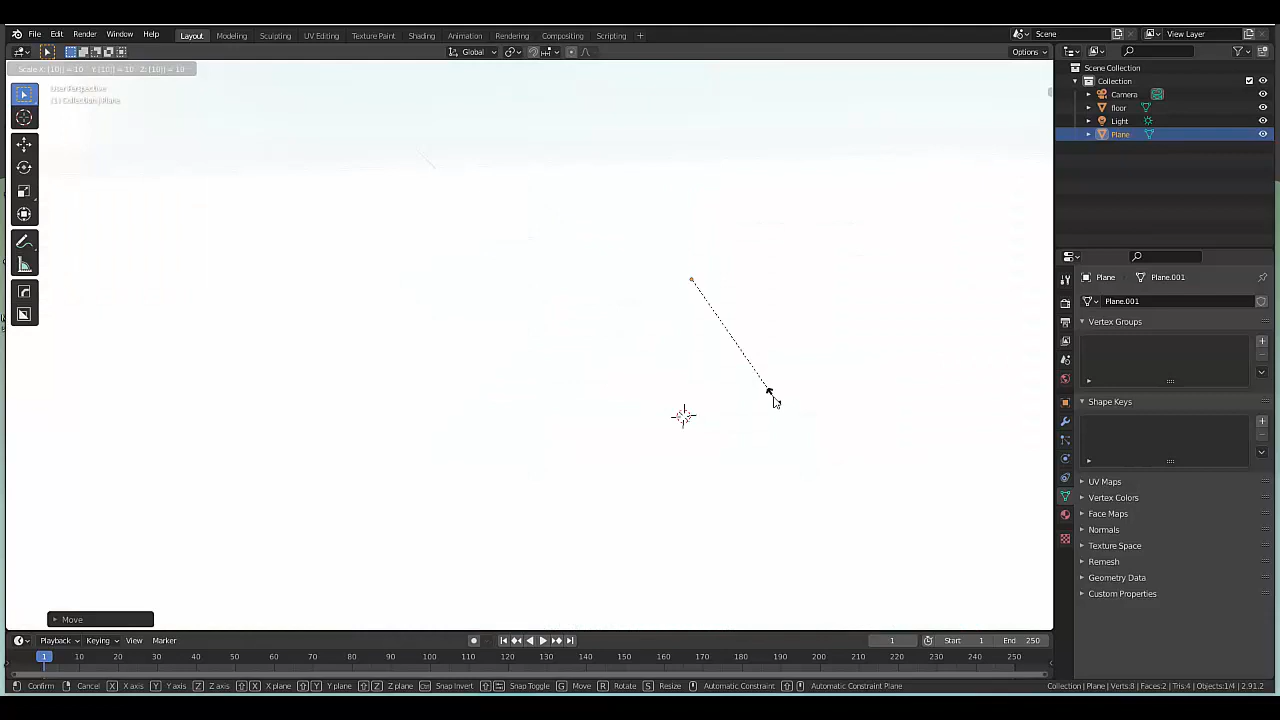 File Edit Render Window Help Layout Modeling Sculpting UV Editing Texture Paint Shading Animation Rendering Compositing Scripting + Scene View Layer
Global Options
Scale X: [10|] = 10 Y: [10|] = 10 Z: [10|] = 10
User Perspective
(1) Collection | Plane
Scene Collection
Collection
Camera
floor
Light
Plane
Plane Plane.001
Plane.001
Vertex Groups
Shape Keys
UV Maps
Vertex Colors
Face Maps
Normals
Texture Space
Remesh
Geometry Data
Custom Properties
Move
Playback Keying View Marker 1 Start 1 End 250
1 10 20 30 40 50 60 70 80 90 100 110 120 130 140 150 160 170 180 190 200 210 220 230 240 250
Confirm Cancel X X axis Y Y axis Z Z axis X X plane Y Y plane Z Z plane Snap Invert Snap Toggle G Move R Rotate S Resize Automatic Constraint Automatic Constraint Plane Collection | Plane | Verts:8 | Faces:2 | Tris:4 | Objects:1/4 | 2.91.2